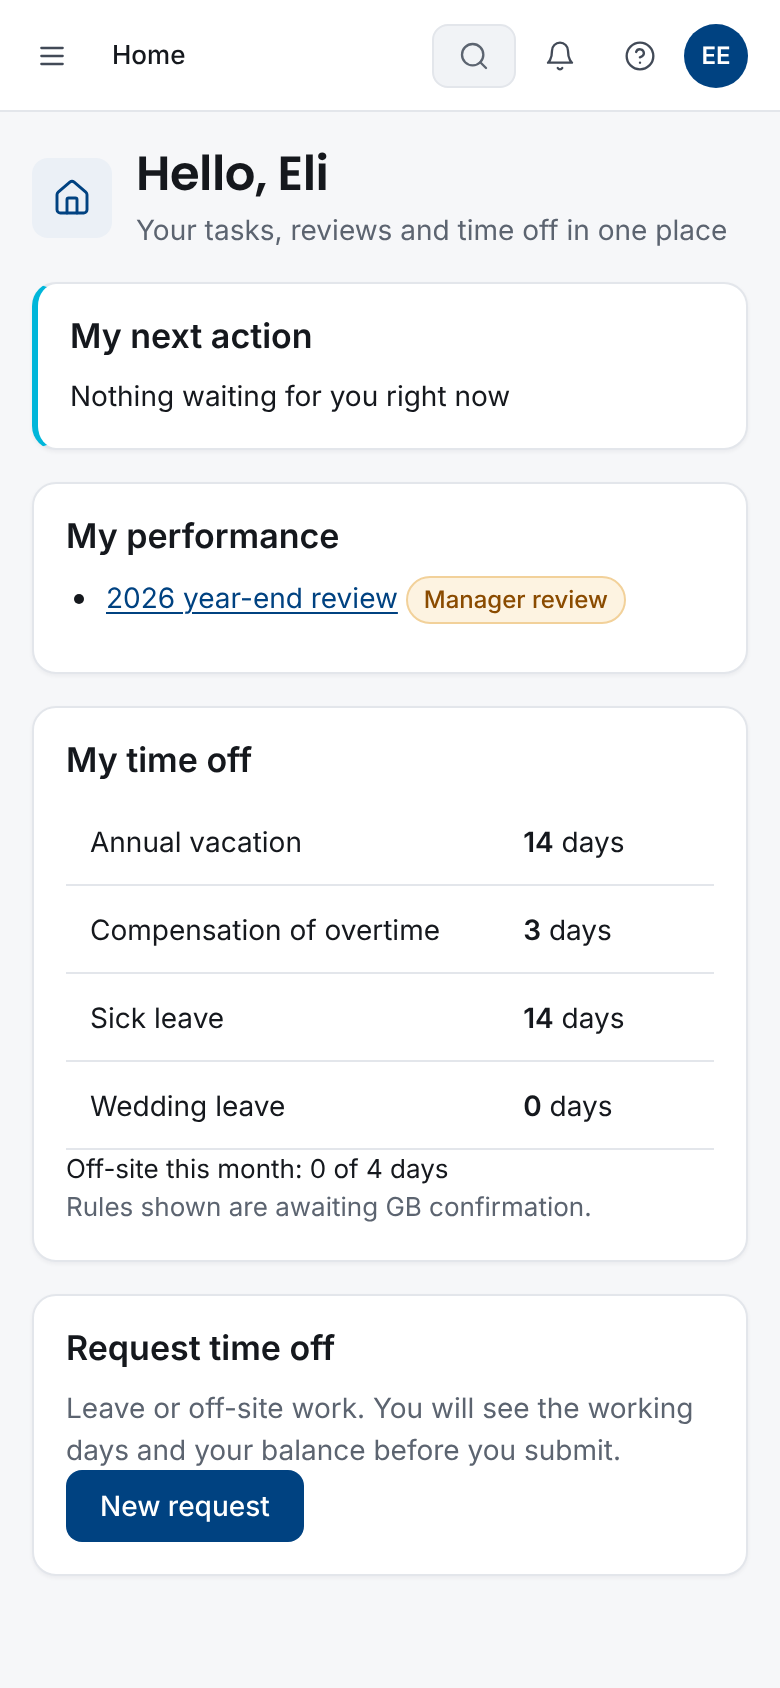 Home
EE
Hello, Eli
Your tasks, reviews and time off in one place
My next action
Nothing waiting for you right now
My performance
2026 year-end review Manager review
My time off
Annual vacation 14 days
Compensation of overtime 3 days
Sick leave 14 days
Wedding leave 0 days
Off-site this month: 0 of 4 days
Rules shown are awaiting GB confirmation.
Request time off
Leave or off-site work. You will see the working
days and your balance before you submit.
New request